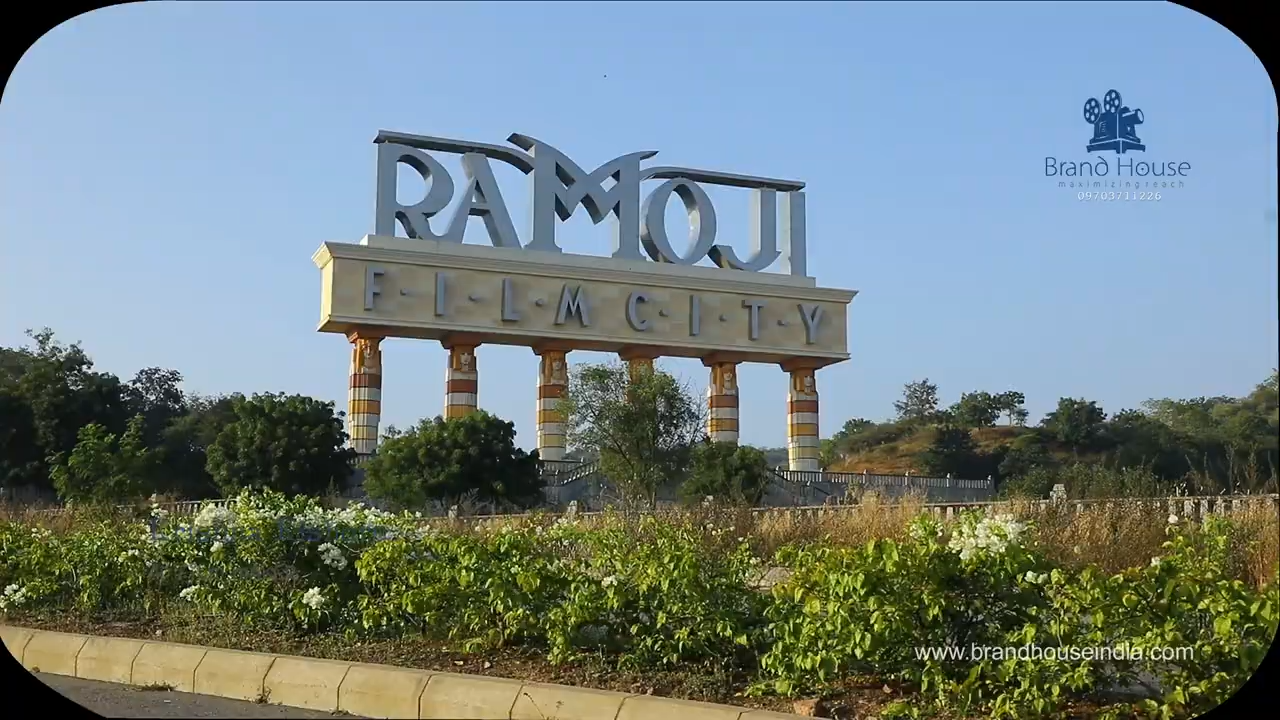 RAMOJI
F·I·L·M C·I·T·Y
Brand House
maximizing reach
09703711226
www.brandhouseindia.com